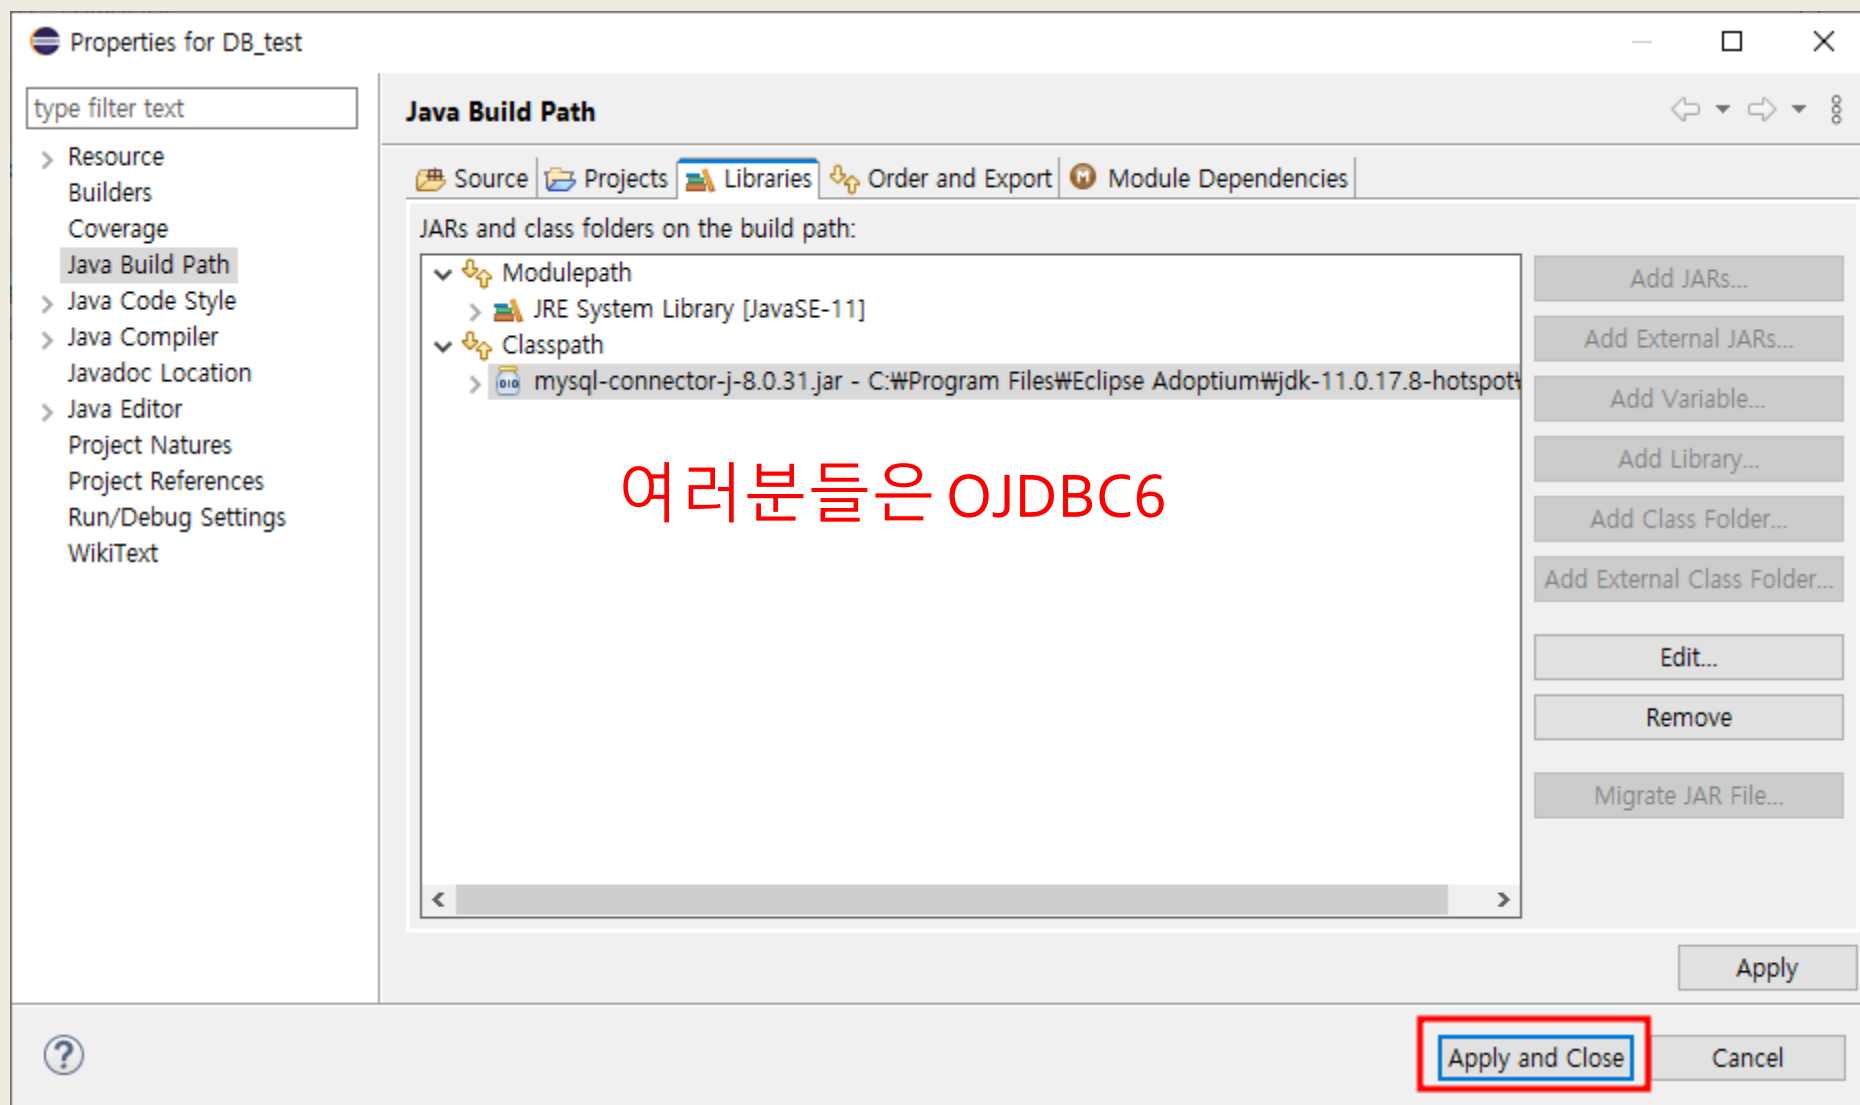 Properties for DB_test
type filter text
Resource
Builders
Coverage
Java Build Path
Java Code Style
Java Compiler
Javadoc Location
Java Editor
Project Natures
Project References
Run/Debug Settings
WikiText
Java Build Path
Source Projects Libraries Order and Export Module Dependencies
JARs and class folders on the build path:
Modulepath
JRE System Library [JavaSE-11]
Classpath
mysql-connector-j-8.0.31.jar - C:₩Program Files₩Eclipse Adoptium₩jdk-11.0.17.8-hotspot₩
여러분들은 OJDBC6
Add JARs...
Add External JARs...
Add Variable...
Add Library...
Add Class Folder...
Add External Class Folder...
Edit...
Remove
Migrate JAR File...
Apply
Apply and Close
Cancel